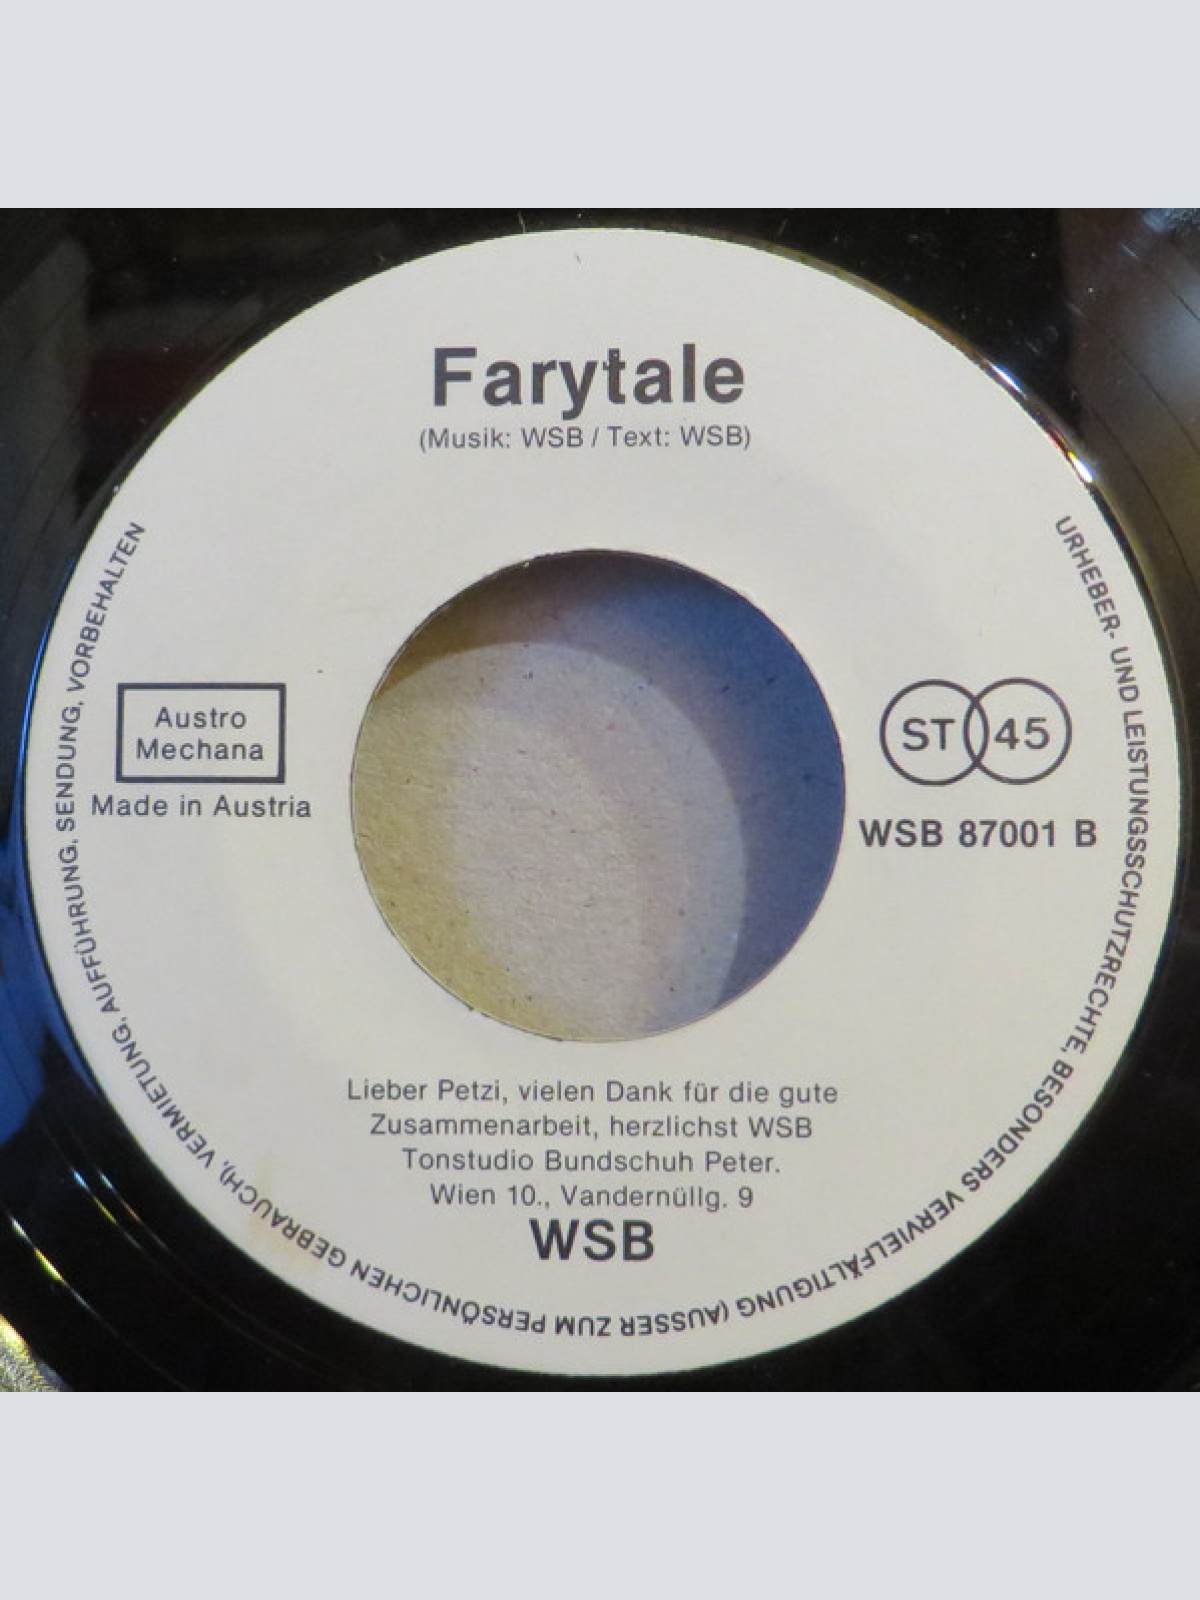 Farytale
(Musik: WSB / Text: WSB)
Austro
Mechana
Made in Austria
ST 45
WSB 87001 B
Lieber Petzi, vielen Dank für die gute
Zusammenarbeit, herzlichst WSB
Tonstudio Bundschuh Peter.
Wien 10., Vandernüllg. 9
WSB
URHEBER- UND LEISTUNGSSCHUTZRECHTE, BESONDERS VERVIELFÄLTIGUNG (AUSSER ZUM PERSÖNLICHEN GEBRAUCH), VERMIETUNG, AUFFÜHRUNG, SENDUNG, VORBEHALTEN